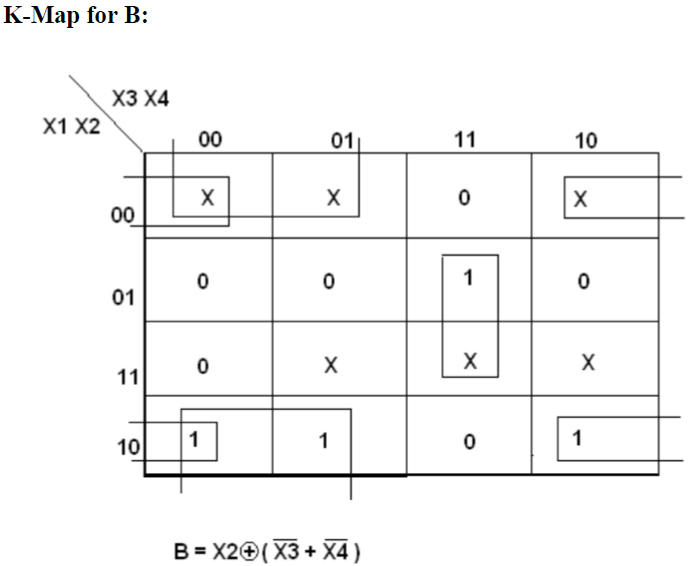 K-Map for B:
X3 X4
X1 X2
00 01 11 10
00 X X 0 X
01 0 0 1 0
11 0 X X X
10 1 1 0 1
B = X2⊕( X̅3̅ + X̅4̅ )